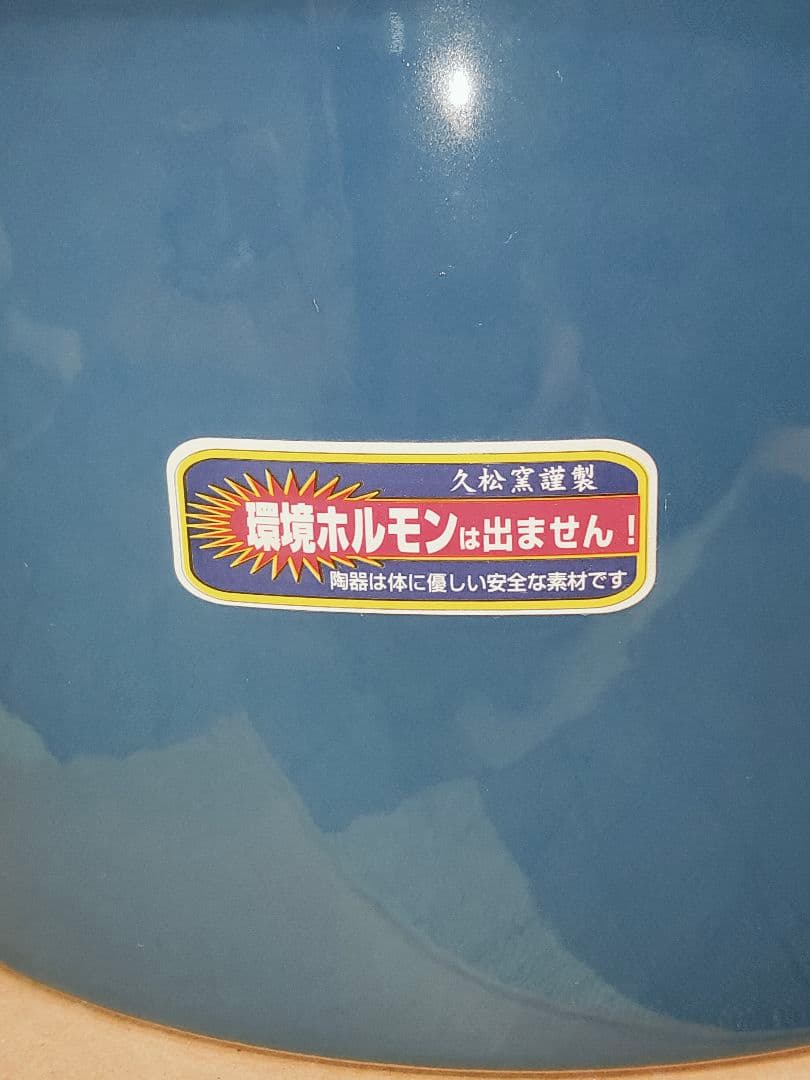 久松窯謹製
環境ホルモンは出ません!
陶器は体に優しい安全な素材です